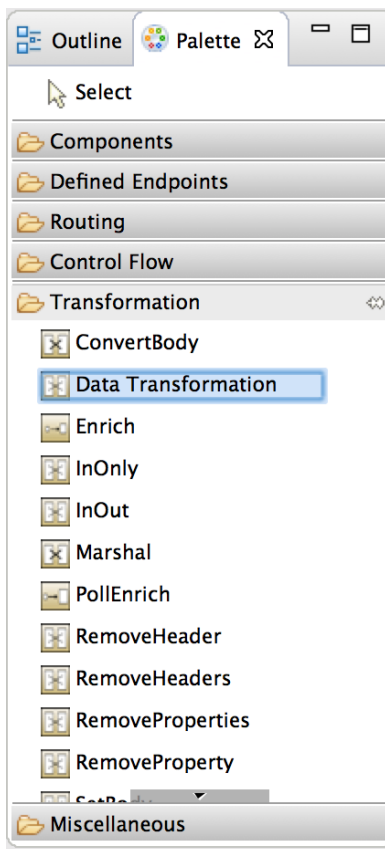 Outline Palette
Select
Components
Defined Endpoints
Routing
Control Flow
Transformation
ConvertBody
Data Transformation
Enrich
InOnly
InOut
Marshal
PollEnrich
RemoveHeader
RemoveHeaders
RemoveProperties
RemoveProperty
Miscellaneous